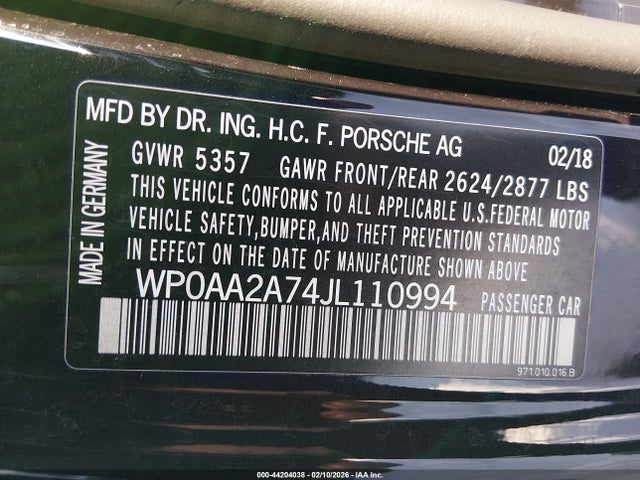 MFD BY DR. ING. H.C. F. PORSCHE AG 02/18
GVWR 5357 GAWR FRONT/REAR 2624/2877 LBS
THIS VEHICLE CONFORMS TO ALL APPLICABLE U.S.FEDERAL MOTOR
VEHICLE SAFETY,BUMPER,AND THEFT PREVENTION STANDARDS
IN EFFECT ON THE DATE OF MANUFACTURE SHOWN ABOVE
WP0AA2A74JL110994 PASSENGER CAR
MADE IN GERMANY
971.010.016.B
000-44204038 - 02/10/2026 - IAA Inc.